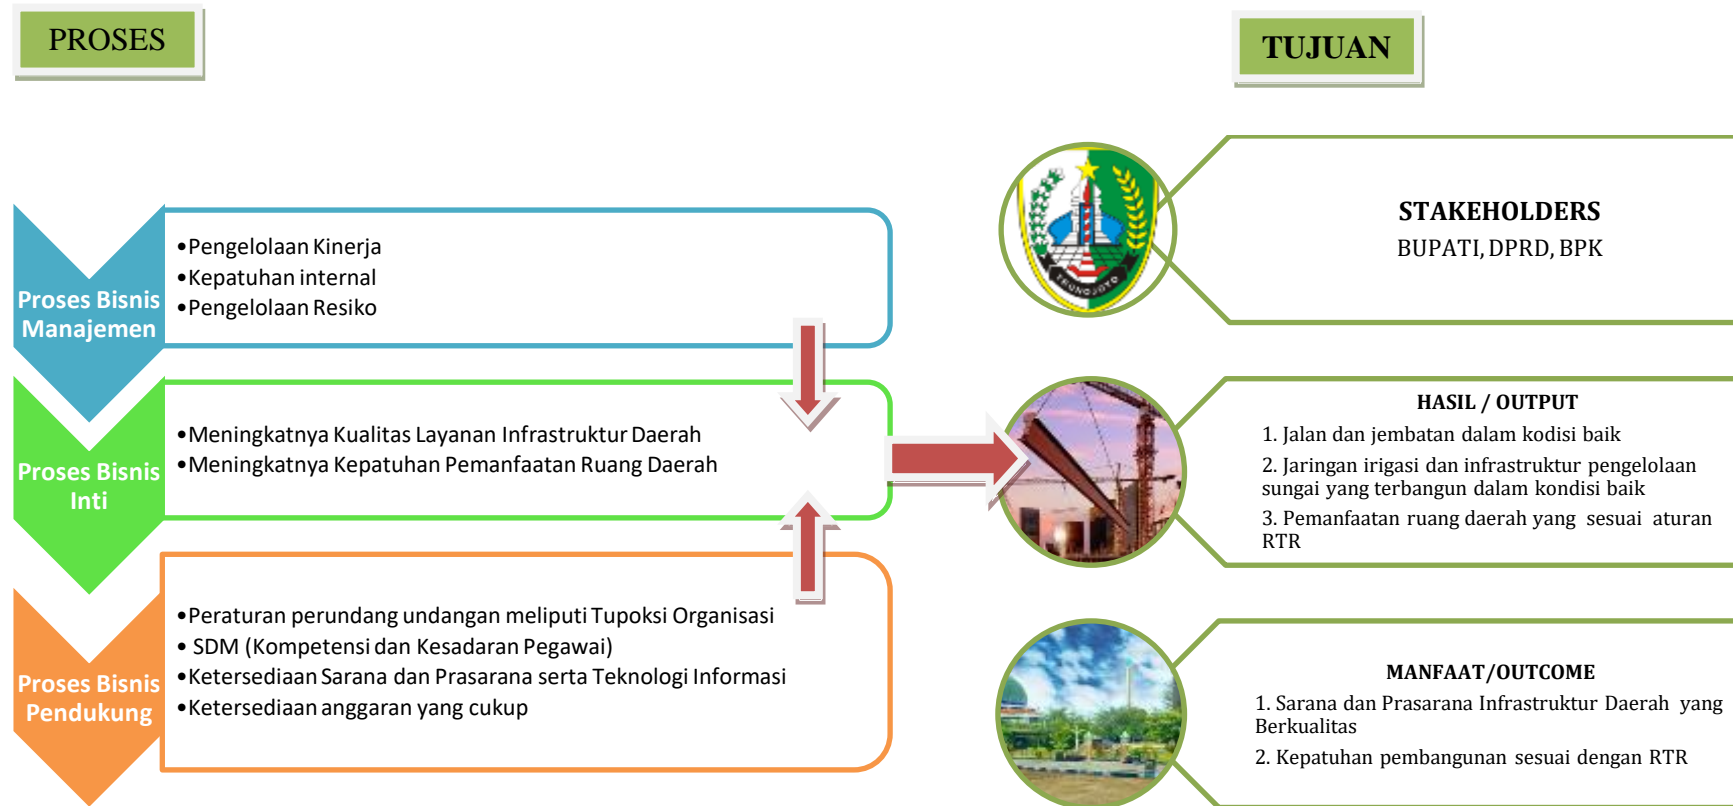 PROSES
TUJUAN
Proses Bisnis
Manajemen
•Pengelolaan Kinerja
•Kepatuhan internal
•Pengelolaan Resiko
Proses Bisnis
Inti
•Meningkatnya Kualitas Layanan Infrastruktur Daerah
•Meningkatnya Kepatuhan Pemanfaatan Ruang Daerah
Proses Bisnis
Pendukung
•Peraturan perundang undangan meliputi Tupoksi Organisasi
• SDM (Kompetensi dan Kesadaran Pegawai)
•Ketersediaan Sarana dan Prasarana serta Teknologi Informasi
•Ketersediaan anggaran yang cukup
TRUNOJOYO
STAKEHOLDERS
BUPATI, DPRD, BPK
HASIL / OUTPUT
1. Jalan dan jembatan dalam kodisi baik
2. Jaringan irigasi dan infrastruktur pengelolaan
sungai yang terbangun dalam kondisi baik
3. Pemanfaatan ruang daerah yang sesuai aturan
RTR
MANFAAT/OUTCOME
1. Sarana dan Prasarana Infrastruktur Daerah yang
Berkualitas
2. Kepatuhan pembangunan sesuai dengan RTR